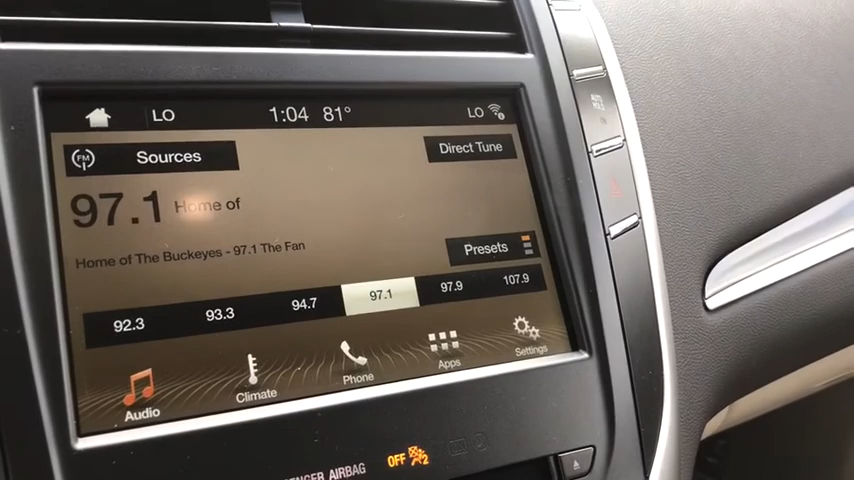 LO 1:04 81° LO
FM Sources Direct Tune
97.1 Home of
Home of The Buckeyes - 97.1 The Fan
Presets
92.3 93.3 94.7 97.1 97.9 107.9
Audio Climate Phone Apps Settings
AIRBAG OFF 2